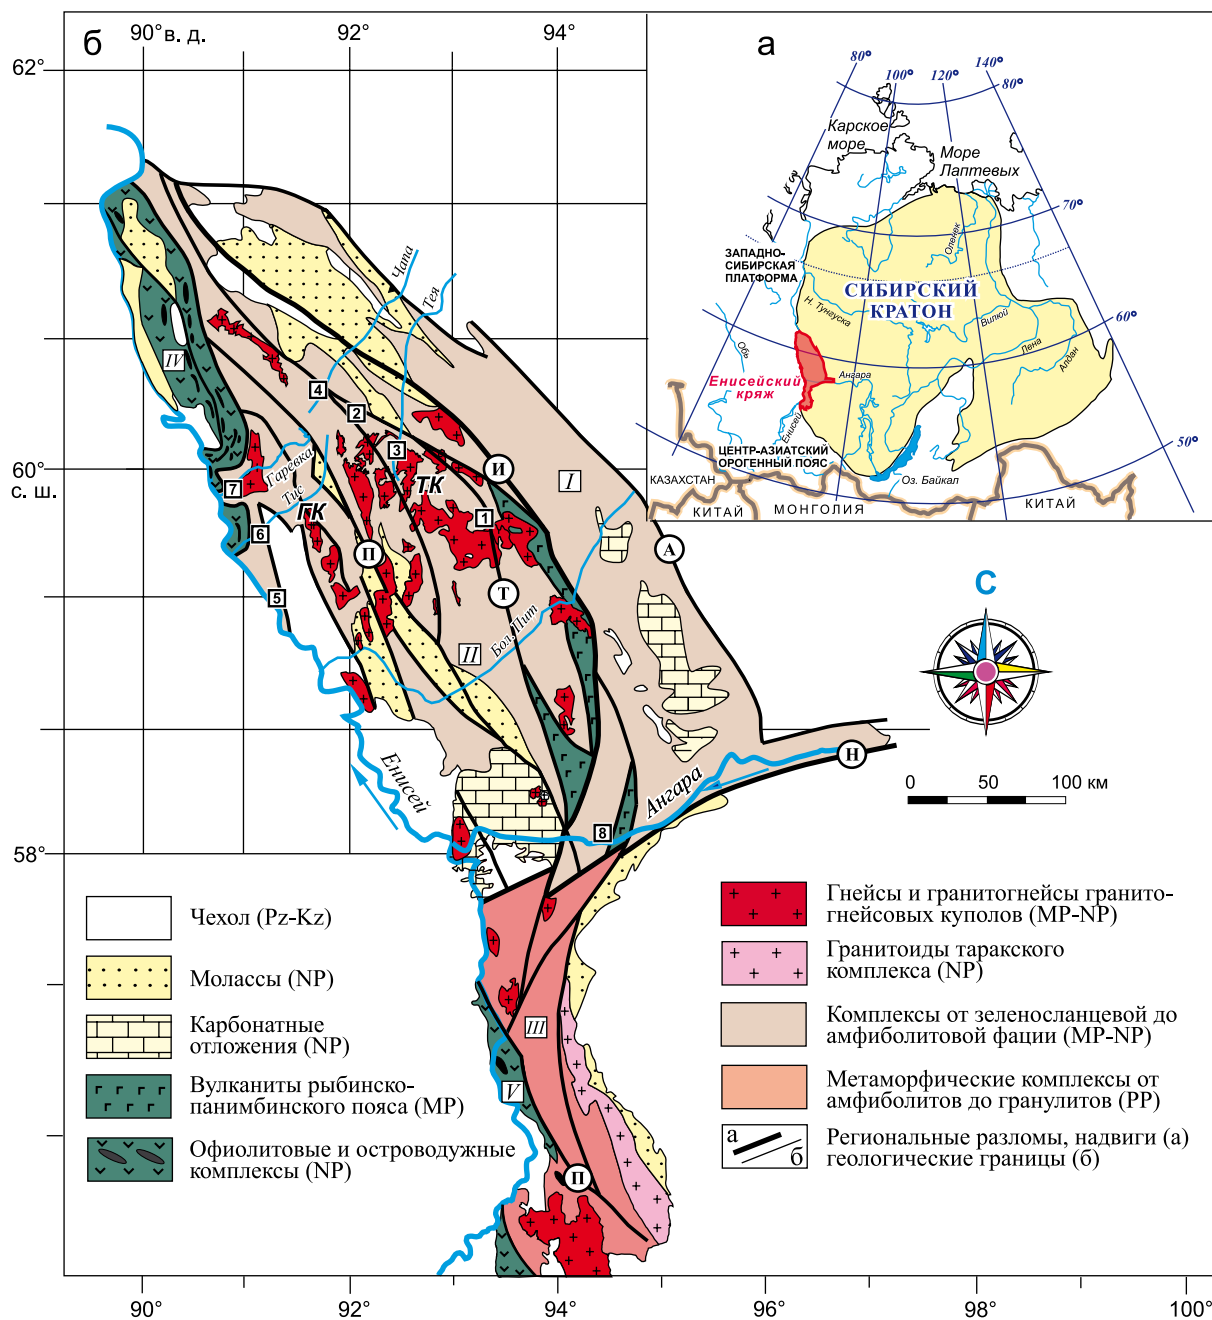 б
90° в. д.
92°
94°
62°
60°
с. ш.
58°
90°
92°
94°
96°
98°
100°
а
80°
100°
120°
140°
80°
70°
60°
50°
Карское
море
Море
Лаптевых
ЗАПАДНО-
СИБИРСКАЯ
ПЛАТФОРМА
СИБИРСКИЙ
КРАТОН
Оленек
Н. Тунгуска
Вилюй
Лена
Алдан
Обь
Ангара
Енисейский
кряж
Енисей
ЦЕНТР-АЗИАТСКИЙ
ОРОГЕННЫЙ ПОЯС
Оз. Байкал
КАЗАХСТАН
КИТАЙ
МОНГОЛИЯ
КИТАЙ
Чапа
Тея
IV
4
2
3
И
I
ТК
Гаревка
7
Тис
ГК
1
6
П
А
5
Т
II
Бол. Пит
С
Енисей
Ангара
Н
8
0 50 100 км
III
V
П
Чехол (Pz-Kz)
Молассы (NP)
Карбонатные
отложения (NP)
Вулканиты рыбинско-
панимбинского пояса (MP)
Офиолитовые и островодужные
комплексы (NP)
Гнейсы и гранитогнейсы гранито-
гнейсовых куполов (MP-NP)
Гранитоиды таракского
комплекса (NP)
Комплексы от зеленосланцевой до
амфиболитовой фации (MP-NP)
Метаморфические комплексы от
амфиболитов до гранулитов (PP)
а
б
Региональные разломы, надвиги (а)
геологические границы (б)